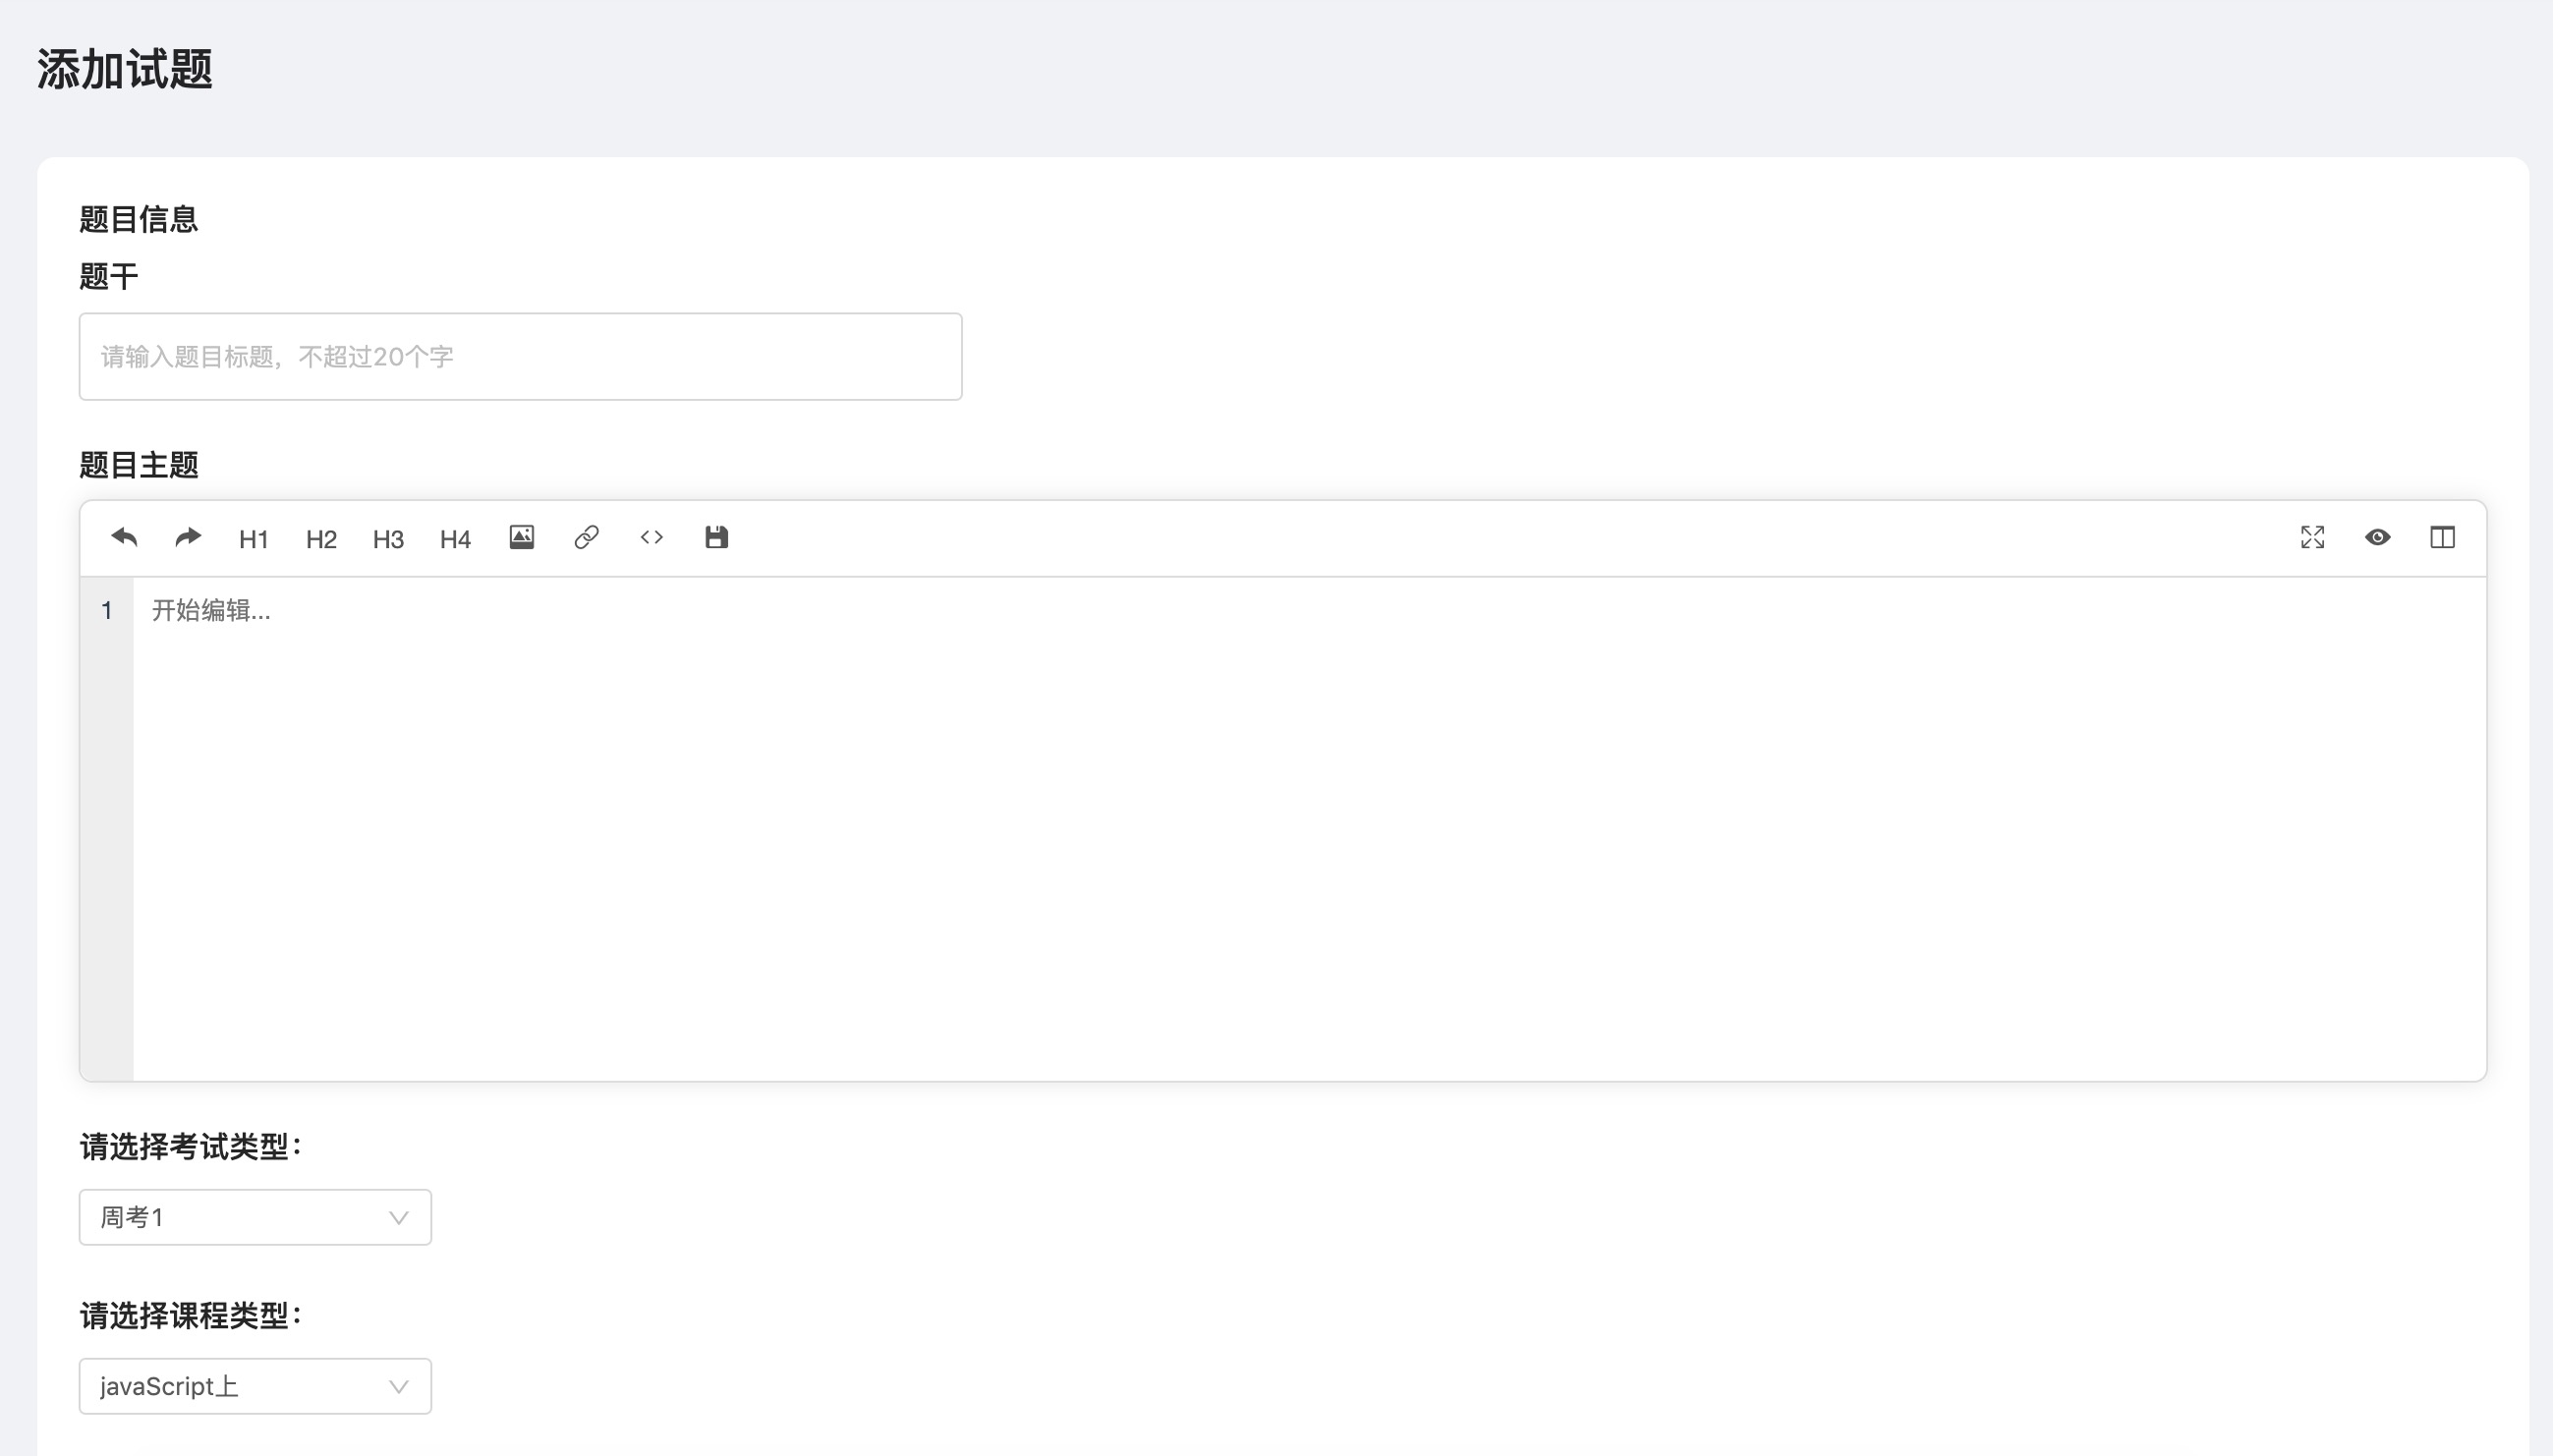 添加试题
题目信息
题干
请输入题目标题，不超过20个字
题目主题
H1 H2 H3 H4
1 开始编辑...
请选择考试类型：
周考1
请选择课程类型：
javaScript上